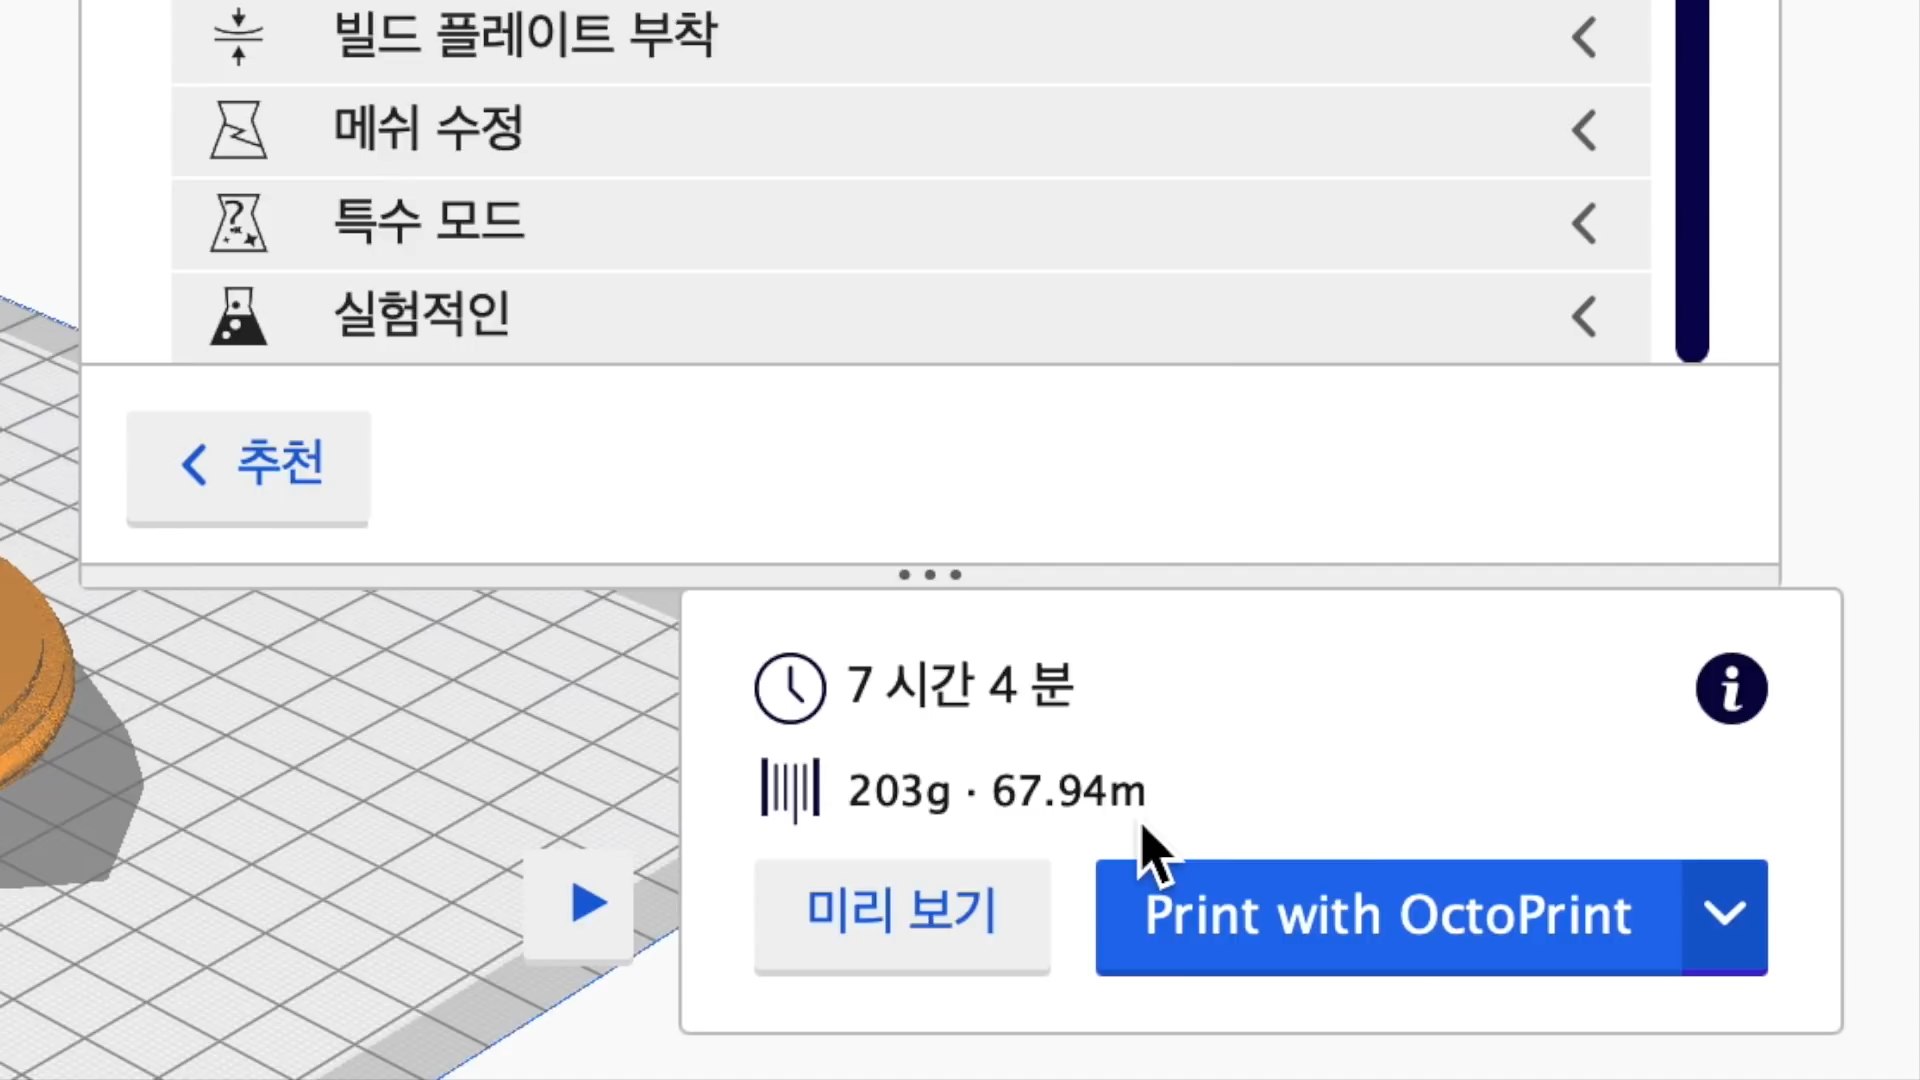 빌드 플레이트 부착
메쉬 수정
특수 모드
실험적인
추천
7 시간 4 분
203g · 67.94m
미리 보기
Print with OctoPrint